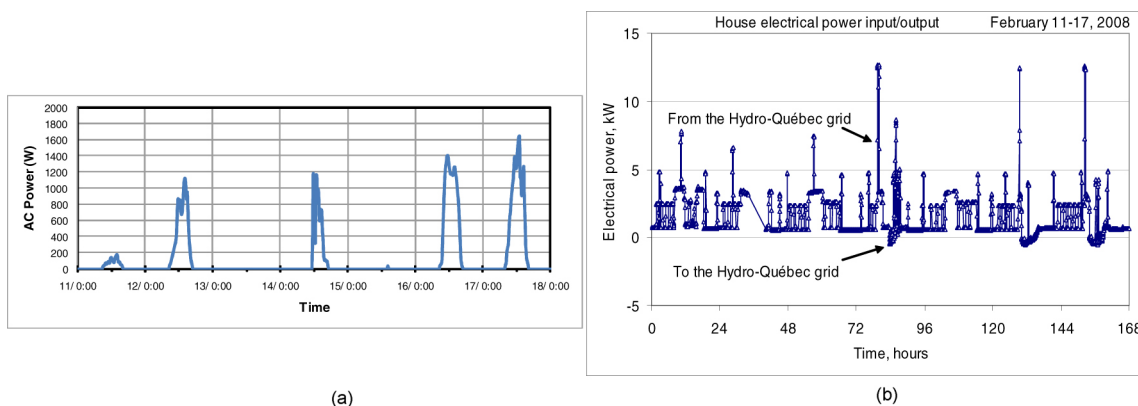 2000
1800
1600
1400
1200
1000
800
600
400
200
0
AC Power (W)
11/ 0:00 12/ 0:00 13/ 0:00 14/ 0:00 15/ 0:00 16/ 0:00 17/ 0:00 18/ 0:00
Time
(a)
House electrical power input/output February 11-17, 2008
15
10
5
0
-5
Electrical power, kW
From the Hydro-Québec grid
To the Hydro-Québec grid
0 24 48 72 96 120 144 168
Time, hours
(b)